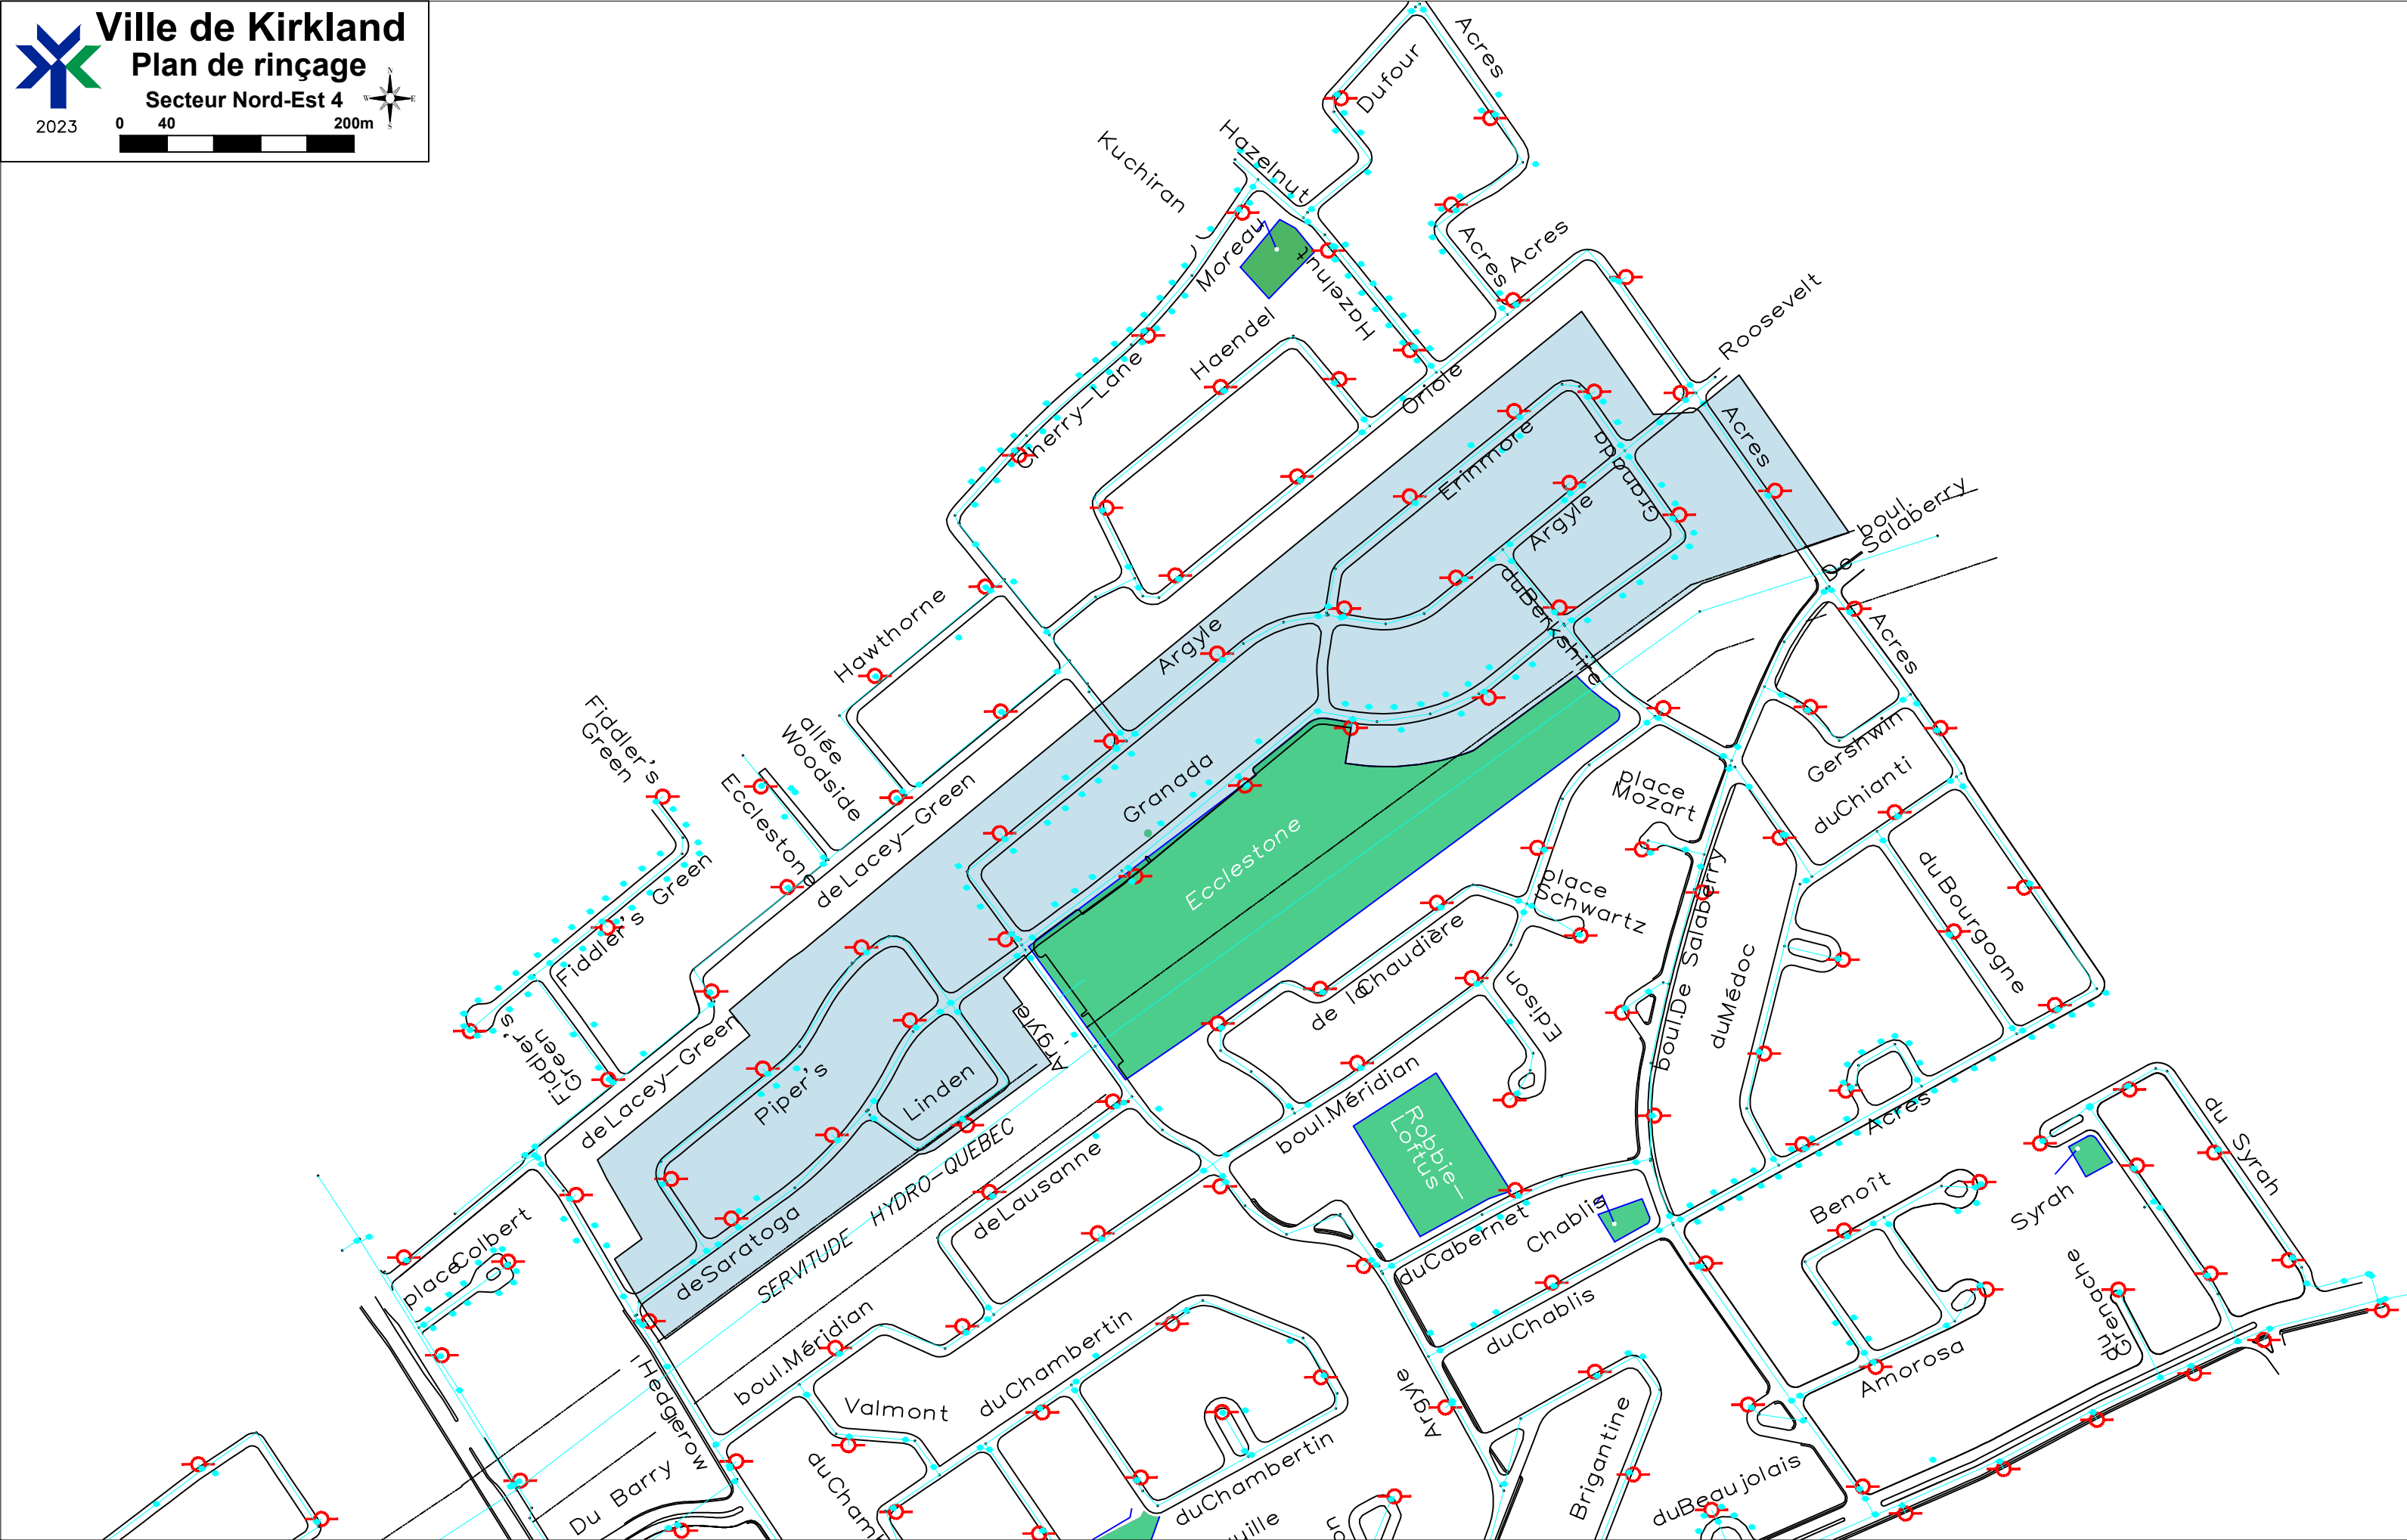 Ville de Kirkland
Plan de rinçage
Secteur Nord-Est 4
2023
0 40 200m
N
W E
S
Acres
Dufour
Hazelnut
Kuchiran
Moreau
Hazelnut
Acres
Acres
Haendel
Roosevelt
Cherry-Lane
Oriole
Acres
Erinmore
Granada
Argyle
boul.
De Salaberry
duBerkshire
Hawthorne
Argyle
Acres
Fiddler's
Green
allée
Woodside
Ecclestone
deLacey-Green
Granada
Ecclestone
place
Mozart
Gershwin
duChianti
Fiddler's Green
place
Schwartz
duBourgogne
boul.De Salaberry
duMédoc
de la Chaudière
Edison
Fiddler's
Green
deLacey-Green
Argyle
Piper's
Linden
boul.Méridian
Robbie-
Loftus
Acres
du Syrah
SERVITUDE HYDRO-QUEBEC
deLausanne
Benoît
Syrah
deSaratoga
place Colbert
duCabernet
Chablis
duChablis
du
Grenache
boul.Méridian
duChambertin
Valmont
Hedgerow
Argyle
Amorosa
Brigantine
Du Barry
duCham
duChambertin
duBeaujolais
uille